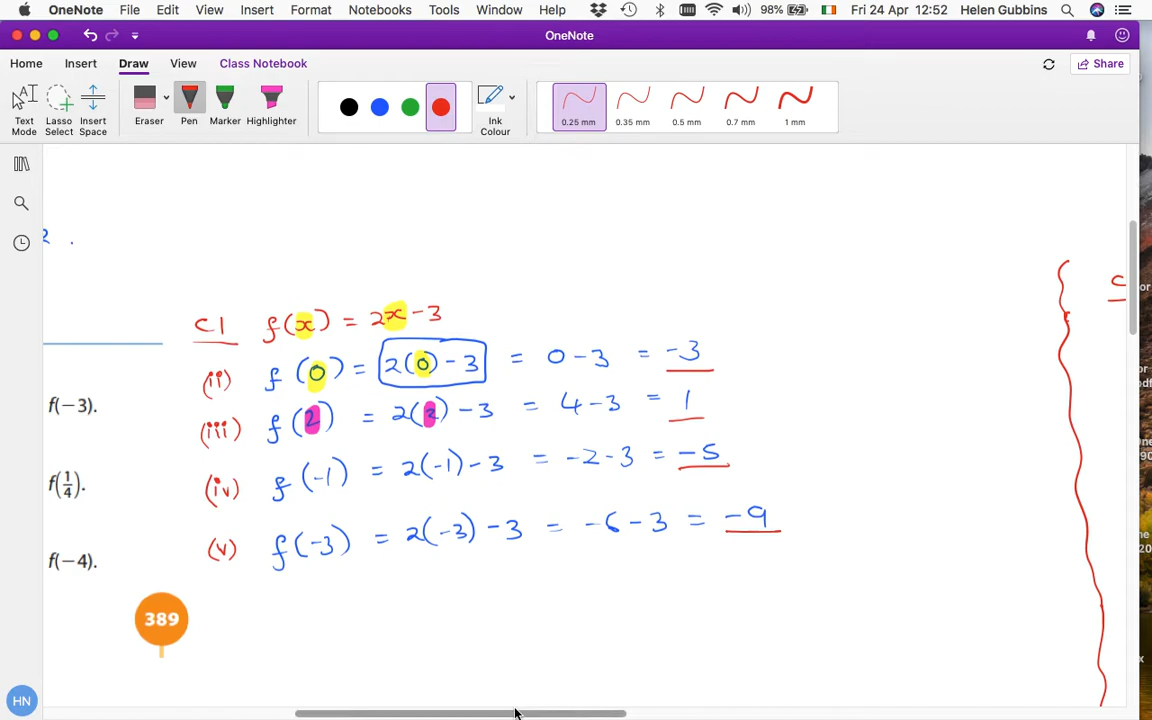 OneNote File Edit View Insert Format Notebooks Tools Window Help 98% Fri 24 Apr 12:52 Helen Gubbins
OneNote
Home Insert Draw View Class Notebook Share
Text Mode Lasso Select Insert Space Eraser Pen Marker Highlighter Ink Colour 0.25 mm 0.35 mm 0.5 mm 0.7 mm 1 mm
C1 f(x) = 2x - 3
(ii) f(0) = 2(0) - 3 = 0 - 3 = -3
f(−3).
(iii) f(2) = 2(2) - 3 = 4 - 3 = 1
f(1/4).
(iv) f(-1) = 2(-1) - 3 = -2 - 3 = -5
f(−4).
(v) f(-3) = 2(-3) - 3 = -6 - 3 = -9
389
HN